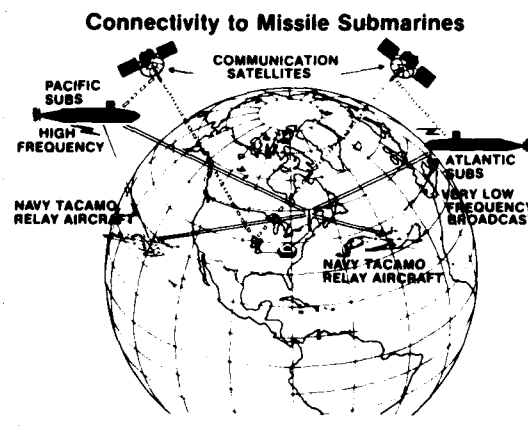 Connectivity to Missile Submarines
COMMUNICATION
SATELLITES
PACIFIC
SUBS
HIGH
FREQUENCY
ATLANTIC
SUBS
VERY LOW
FREQUENCY
BROADCAS
NAVY TACAMO
RELAY AIRCRAFT
NAVY TACAMO
RELAY AIRCRAFT